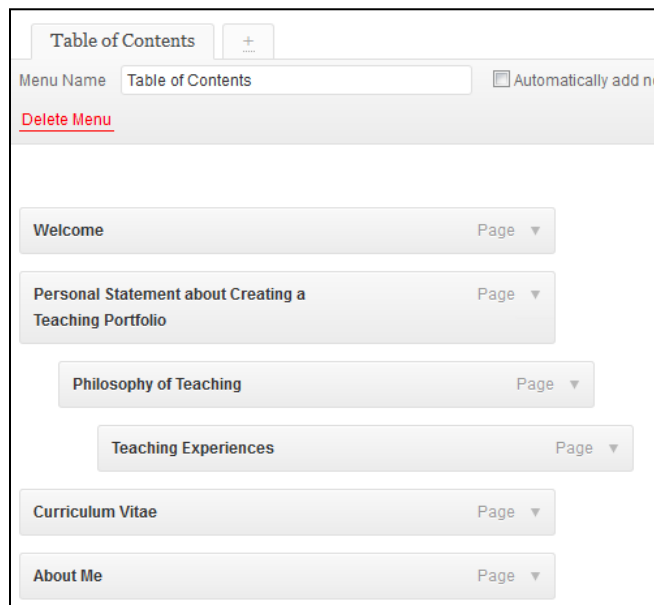 Table of Contents +
Menu Name Table of Contents Automatically add
Delete Menu
Welcome Page
Personal Statement about Creating a Page
Teaching Portfolio
Philosophy of Teaching Page
Teaching Experiences Page
Curriculum Vitae Page
About Me Page